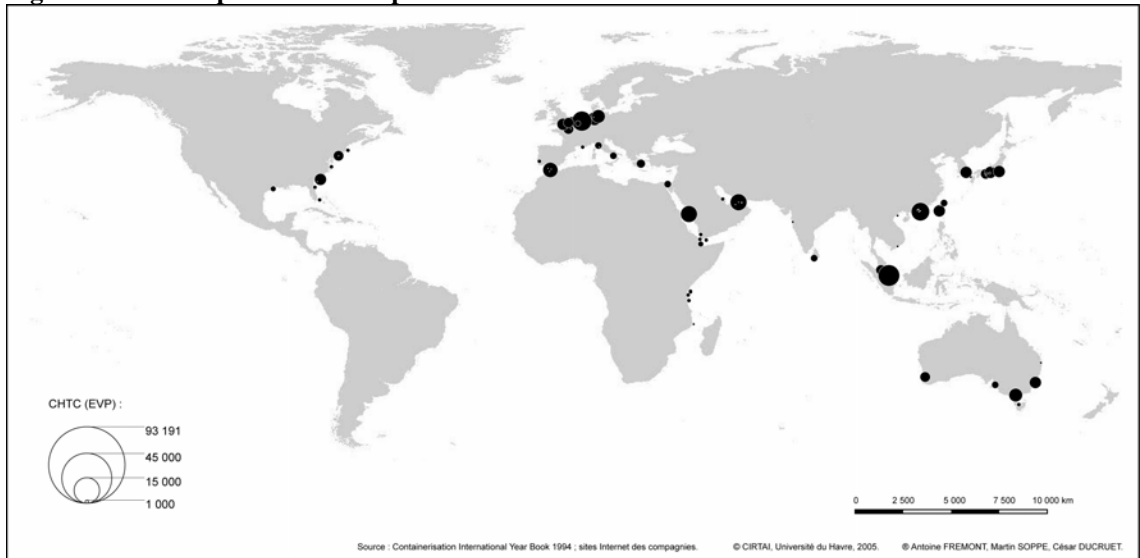 CHTC (EVP) :
93 191
45 000
15 000
1 000
0 2 500 5 000 7 500 10 000 km
Source : Containerisation International Year Book 1994 ; sites Internet des compagnies. © CIRTAI, Université du Havre, 2005. ® Antoine FREMONT, Martin SOPPE, César DUCRUET.